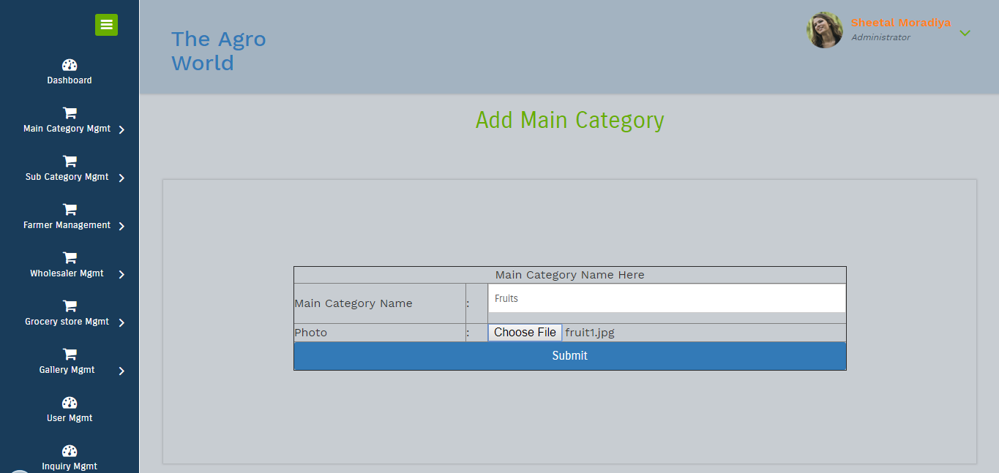 The Agro
World
Sheetal Moradiya
Administrator
Dashboard
Main Category Mgmt
Sub Category Mgmt
Farmer Management
Wholesaler Mgmt
Grocery store Mgmt
Gallery Mgmt
User Mgmt
Inquiry Mgmt
Add Main Category
Main Category Name Here
Main Category Name : Fruits
Photo : Choose File fruit1.jpg
Submit